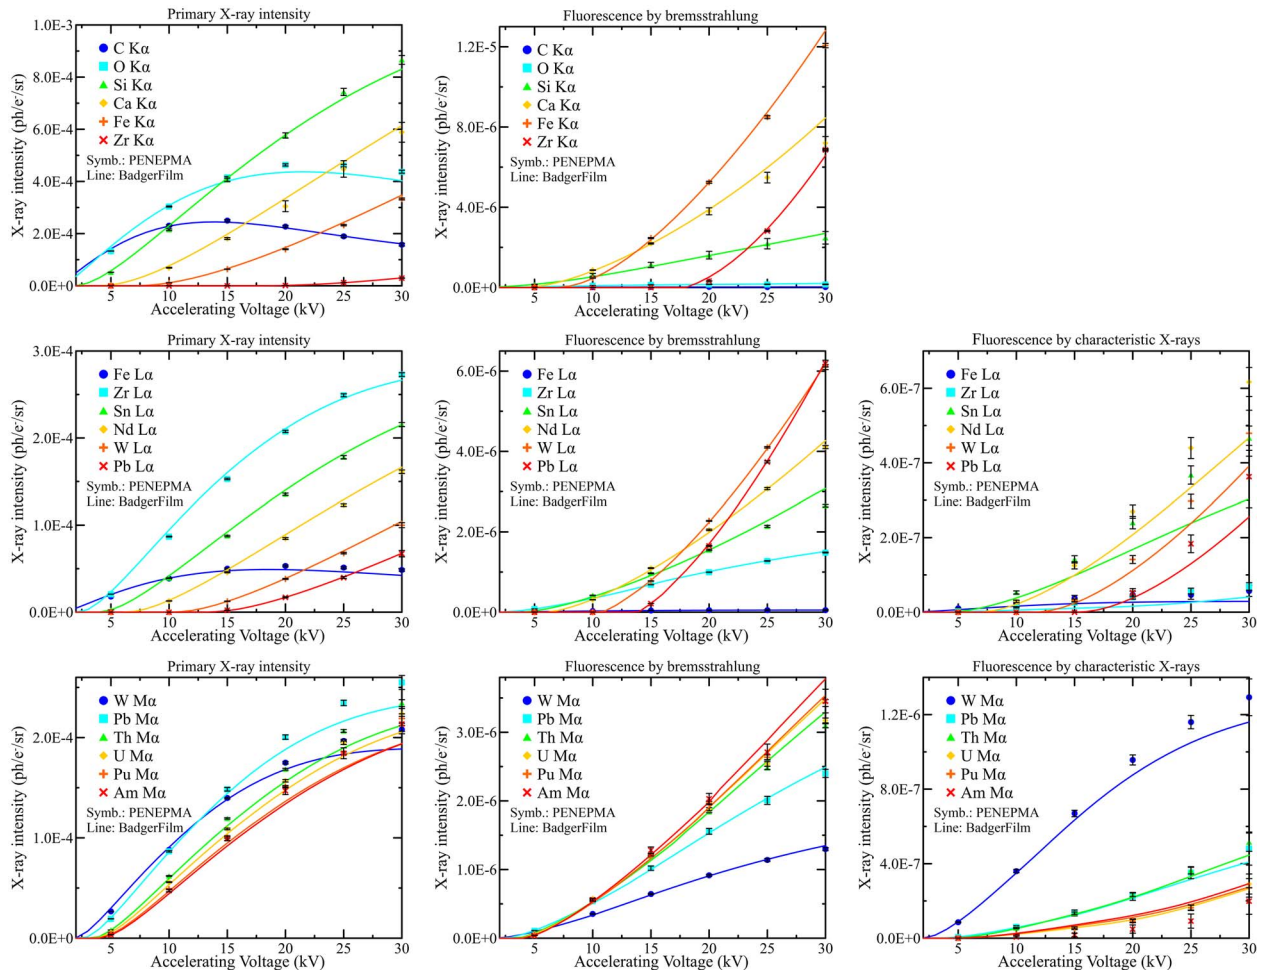 Primary X-ray intensity
X-ray intensity (ph/e-/sr)
1.0E-3
8.0E-4
6.0E-4
4.0E-4
2.0E-4
0.0E+0
C Kα
O Kα
Si Kα
Ca Kα
Fe Kα
Zr Kα
Symb.: PENEPMA
Line: BadgerFilm
5 10 15 20 25 30
Accelerating Voltage (kV)
Fluorescence by bremsstrahlung
X-ray intensity (ph/e-/sr)
1.2E-5
8.0E-6
4.0E-6
0.0E+0
C Kα
O Kα
Si Kα
Ca Kα
Fe Kα
Zr Kα
Symb.: PENEPMA
Line: BadgerFilm
5 10 15 20 25 30
Accelerating Voltage (kV)
Primary X-ray intensity
X-ray intensity (ph/e-/sr)
3.0E-4
2.0E-4
1.0E-4
0.0E+0
Fe Lα
Zr Lα
Sn Lα
Nd Lα
W Lα
Pb Lα
Symb.: PENEPMA
Line: BadgerFilm
5 10 15 20 25 30
Accelerating Voltage (kV)
Fluorescence by bremsstrahlung
X-ray intensity (ph/e-/sr)
6.0E-6
4.0E-6
2.0E-6
0.0E+0
Fe Lα
Zr Lα
Sn Lα
Nd Lα
W Lα
Pb Lα
Symb.: PENEPMA
Line: BadgerFilm
5 10 15 20 25 30
Accelerating Voltage (kV)
Fluorescence by characteristic X-rays
X-ray intensity (ph/e-/sr)
6.0E-7
4.0E-7
2.0E-7
0.0E+0
Fe Lα
Zr Lα
Sn Lα
Nd Lα
W Lα
Pb Lα
Symb.: PENEPMA
Line: BadgerFilm
5 10 15 20 25 30
Accelerating Voltage (kV)
Primary X-ray intensity
X-ray intensity (ph/e-/sr)
2.0E-4
1.0E-4
0.0E+0
W Mα
Pb Mα
Th Mα
U Mα
Pu Mα
Am Mα
Symb.: PENEPMA
Line: BadgerFilm
5 10 15 20 25 30
Accelerating Voltage (kV)
Fluorescence by bremsstrahlung
X-ray intensity (ph/e-/sr)
3.0E-6
2.0E-6
1.0E-6
0.0E+0
W Mα
Pb Mα
Th Mα
U Mα
Pu Mα
Am Mα
Symb.: PENEPMA
Line: BadgerFilm
5 10 15 20 25 30
Accelerating Voltage (kV)
Fluorescence by characteristic X-rays
X-ray intensity (ph/e-/sr)
1.2E-6
8.0E-7
4.0E-7
0.0E+0
W Mα
Pb Mα
Th Mα
U Mα
Pu Mα
Am Mα
Symb.: PENEPMA
Line: BadgerFilm
5 10 15 20 25 30
Accelerating Voltage (kV)